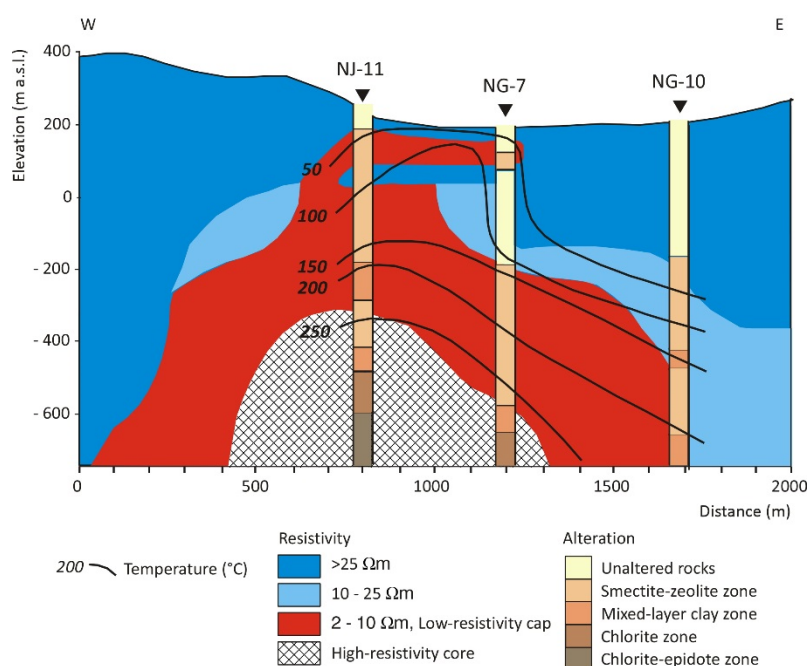 W
E
Elevation (m a.s.l.)
400
200
0
- 200
- 400
- 600
NJ-11
NG-7
NG-10
50
100
150
200
250
0
500
1000
1500
2000
Distance (m)
200 Temperature (°C)
Resistivity
>25 Ωm
10 - 25 Ωm
2 - 10 Ωm, Low-resistivity cap
High-resistivity core
Alteration
Unaltered rocks
Smectite-zeolite zone
Mixed-layer clay zone
Chlorite zone
Chlorite-epidote zone